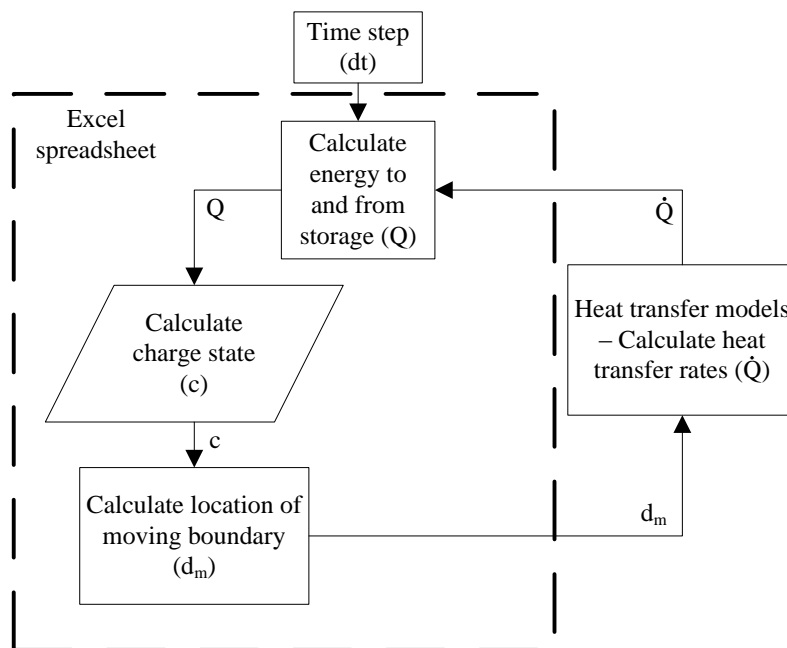 Time step
(dt)
Excel
spreadsheet
Calculate
energy to
and from
storage (Q)
Q
Q̇
Calculate
charge state
(c)
Heat transfer models
– Calculate heat
transfer rates (Q̇)
c
Calculate location of
moving boundary
(dₘ)
dₘ